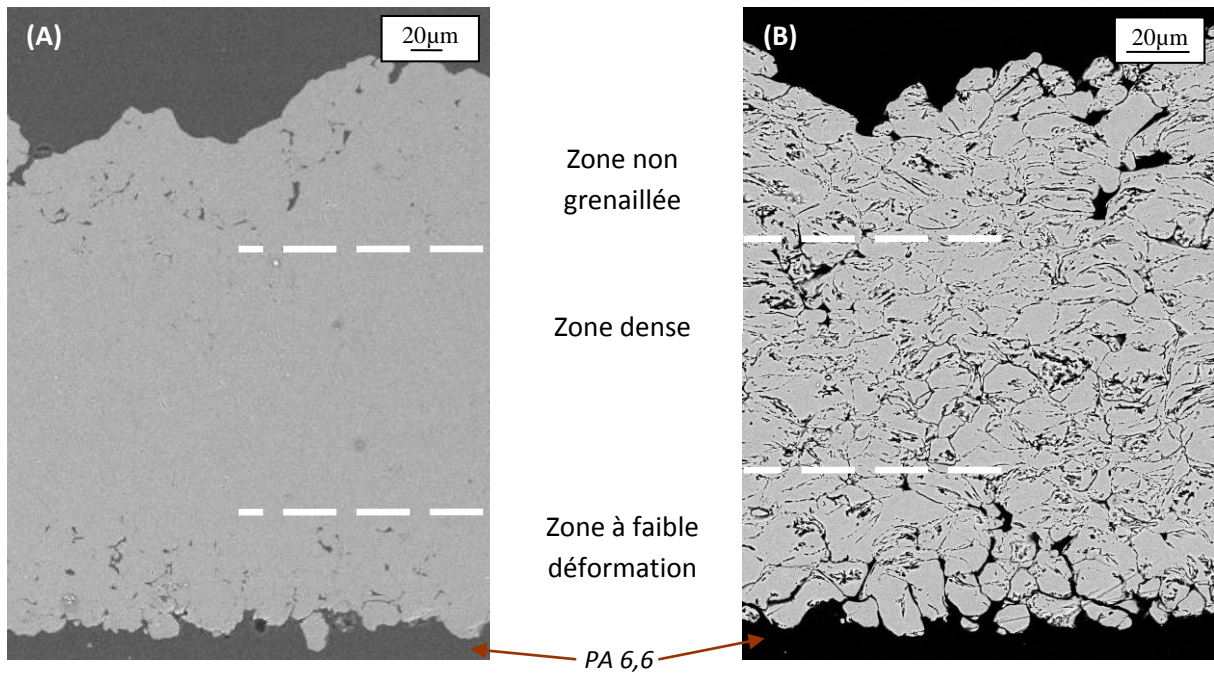 (A)
20µm
(B)
20µm
Zone non
grenaillée
Zone dense
Zone à faible
déformation
PA 6,6